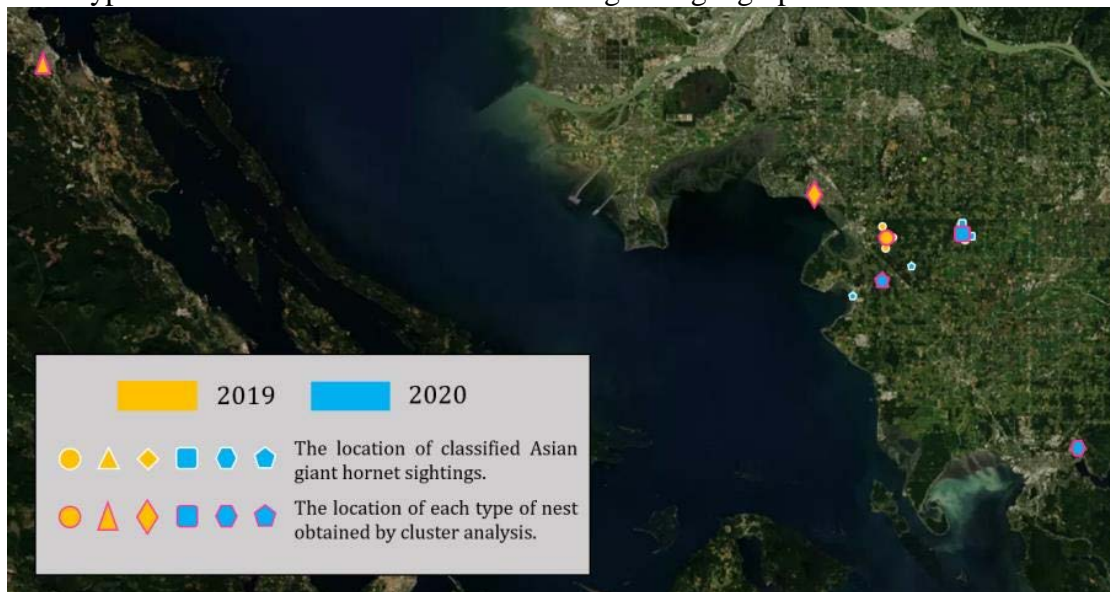 2019
2020
The location of classified Asian
giant hornet sightings.
The location of each type of nest
obtained by cluster analysis.